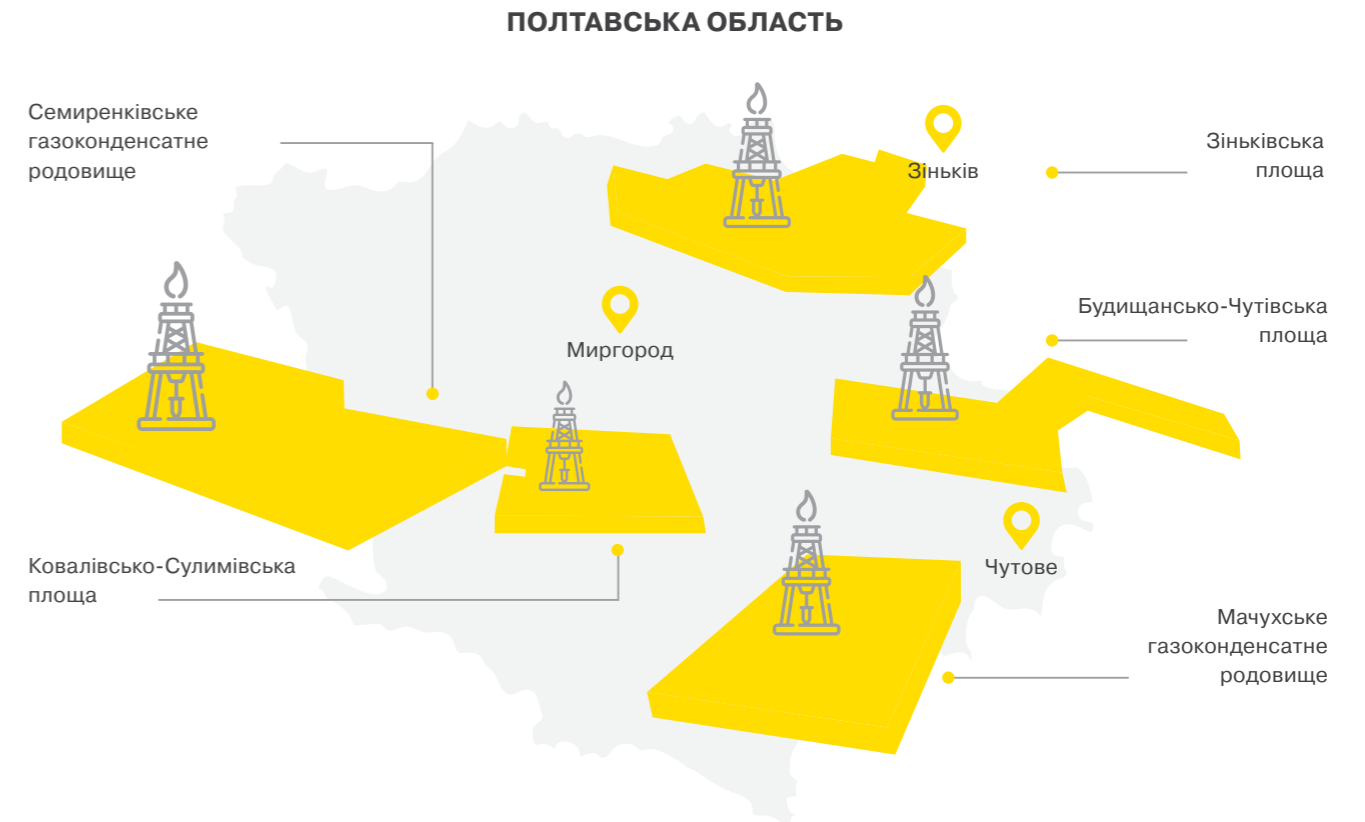 ПОЛТАВСЬКА ОБЛАСТЬ
Семиренківське
газоконденсатне
родовище
Зіньків
Зіньківська
площа
Миргород
Будищансько-Чутівська
площа
Ковалівсько-Сулимівська
площа
Чутове
Мачухське
газоконденсатне
родовище